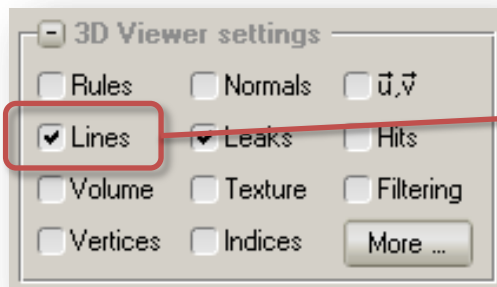 3D Viewer settings
Rules Normals u⃗,v⃗
Lines Leaks Hits
Volume Texture Filtering
Vertices Indices More ...